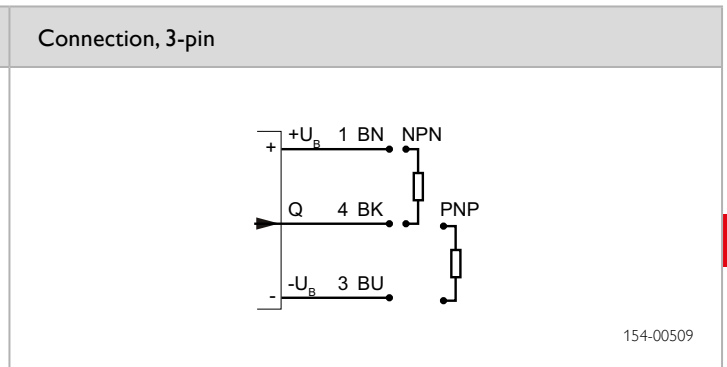 Connection, 3-pin
+U_B 1 BN NPN
+
Q 4 BK PNP
-U_B 3 BU
-
154-00509